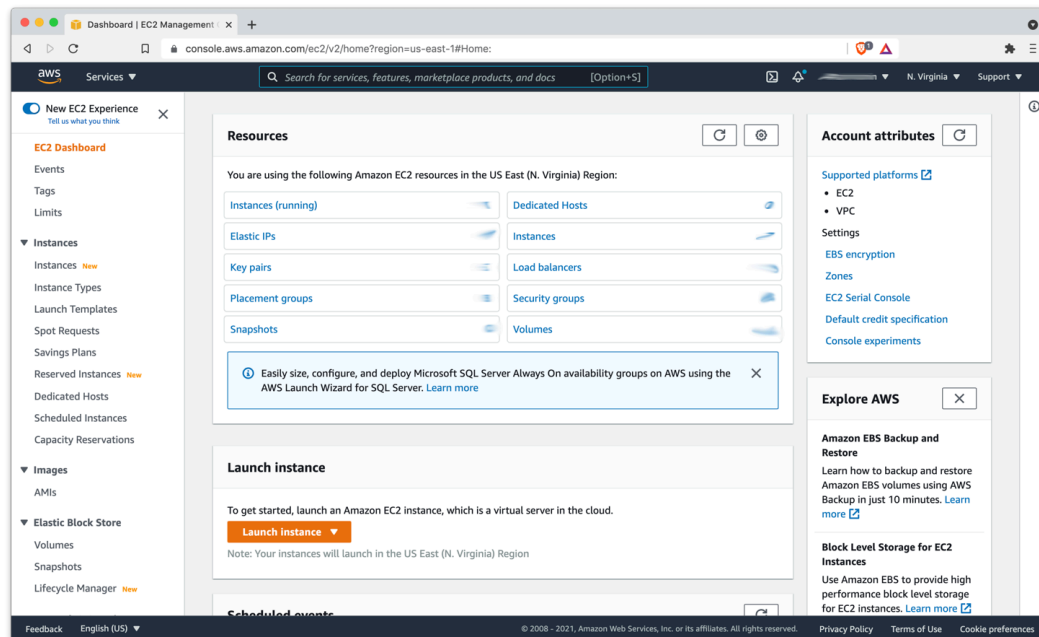 Dashboard | EC2 Management
console.aws.amazon.com/ec2/v2/home?region=us-east-1#Home:
aws
Services
Search for services, features, marketplace products, and docs [Option+S]
N. Virginia
Support
New EC2 Experience
Tell us what you think
EC2 Dashboard
Events
Tags
Limits
Instances
Instances New
Instance Types
Launch Templates
Spot Requests
Savings Plans
Reserved Instances New
Dedicated Hosts
Scheduled Instances
Capacity Reservations
Images
AMIs
Elastic Block Store
Volumes
Snapshots
Lifecycle Manager New
Resources
You are using the following Amazon EC2 resources in the US East (N. Virginia) Region:
Instances (running)
Dedicated Hosts
Elastic IPs
Instances
Key pairs
Load balancers
Placement groups
Security groups
Snapshots
Volumes
Easily size, configure, and deploy Microsoft SQL Server Always On availability groups on AWS using the
AWS Launch Wizard for SQL Server. Learn more
Launch instance
To get started, launch an Amazon EC2 instance, which is a virtual server in the cloud.
Launch instance
Note: Your instances will launch in the US East (N. Virginia) Region
Scheduled events
Account attributes
Supported platforms
• EC2
• VPC
Settings
EBS encryption
Zones
EC2 Serial Console
Default credit specification
Console experiments
Explore AWS
Amazon EBS Backup and
Restore
Learn how to backup and restore
Amazon EBS volumes using AWS
Backup in just 10 minutes. Learn
more
Block Level Storage for EC2
Instances
Use Amazon EBS to provide high
performance block level storage
for EC2 instances. Learn more
Feedback
English (US)
© 2008 - 2021, Amazon Web Services, Inc. or its affiliates. All rights reserved.
Privacy Policy
Terms of Use
Cookie preferences